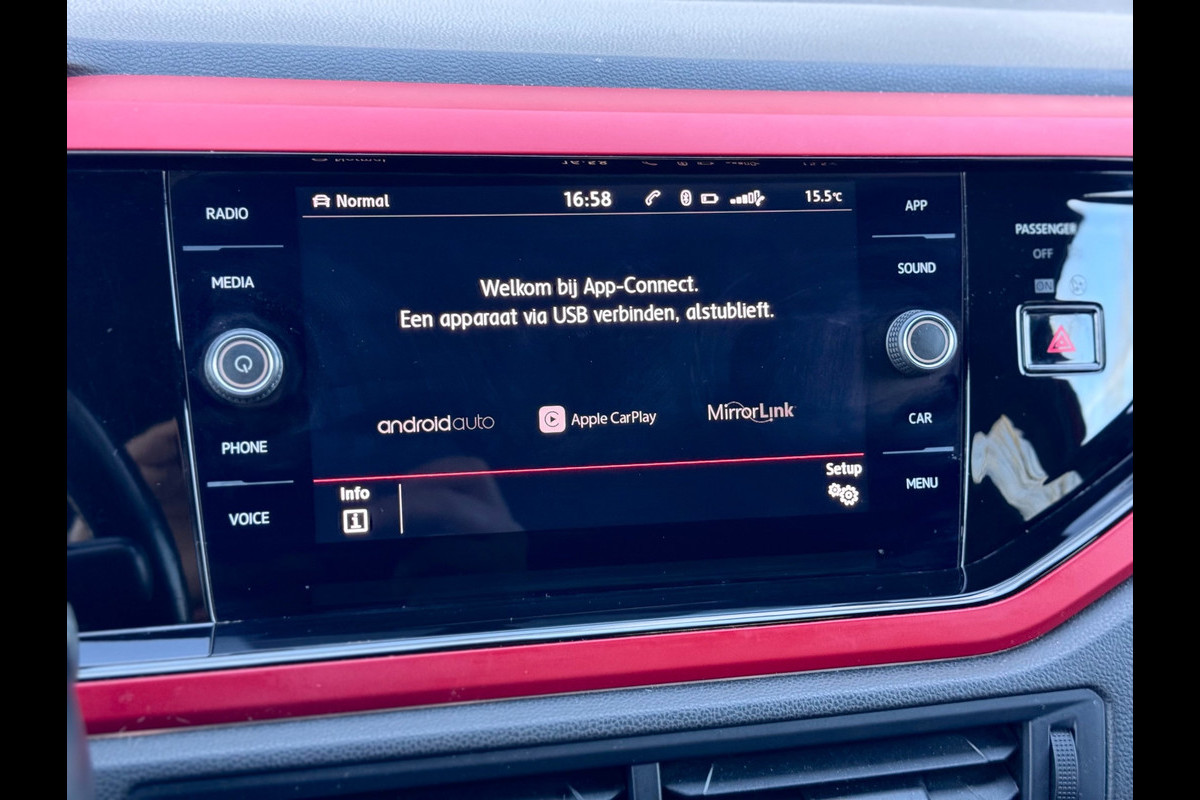 Normal 16:58 15.5°C
RADIO
MEDIA
PHONE
VOICE
Welkom bij App-Connect.
Een apparaat via USB verbinden, alstublieft.
androidauto Apple CarPlay MirrorLink
Info
Setup
APP
SOUND
CAR
MENU
PASSENGER
OFF
ON